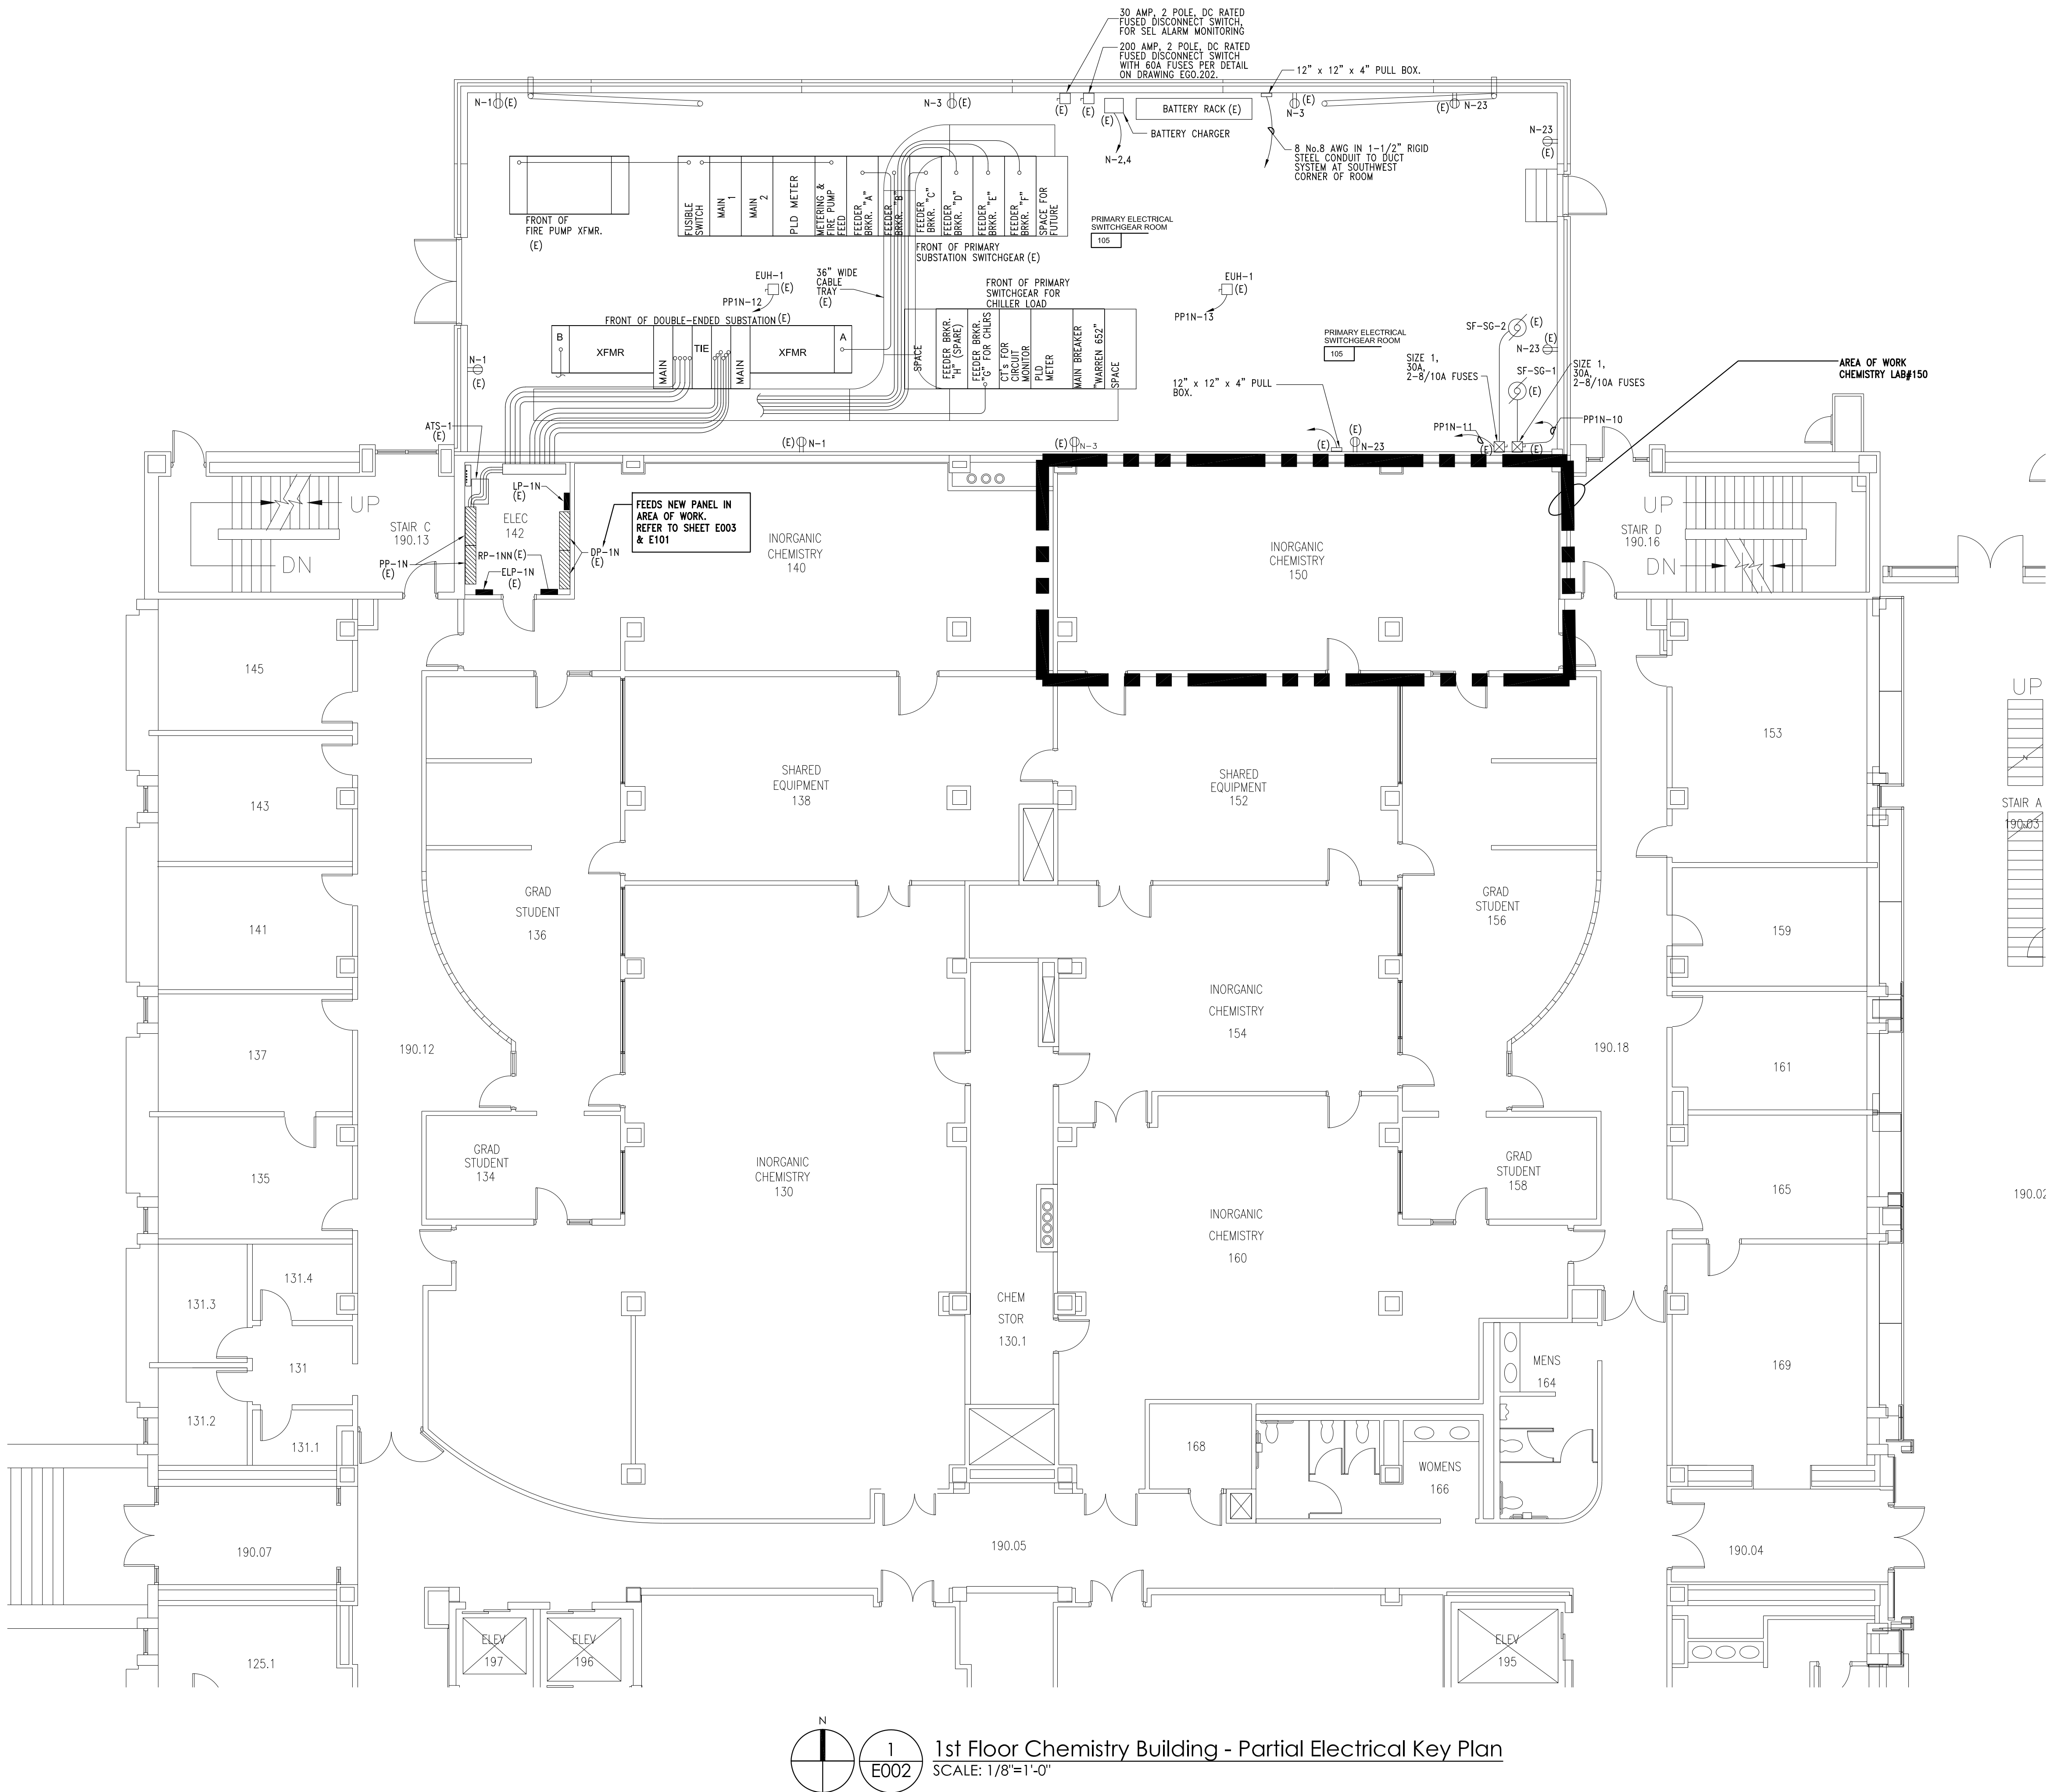 30 AMP, 2 POLE, DC RATED
FUSED DISCONNECT SWITCH,
FOR SEL ALARM MONITORING
200 AMP, 2 POLE, DC RATED
FUSED DISCONNECT SWITCH
WITH 60A FUSES PER DETAIL
ON DRAWING EGO.202.
12" x 12" x 4" PULL BOX.
N-1 (E)
N-3 (E)
(E)
(E)
(E)
BATTERY RACK (E)
(E)
N-3
(E) N-23
BATTERY CHARGER
N-2,4
N-23
(E)
8 No.8 AWG IN 1-1/2" RIGID
STEEL CONDUIT TO DUCT
SYSTEM AT SOUTHWEST
CORNER OF ROOM
FUSIBLE
SWITCH
MAIN
1
MAIN
2
PLD METER
METERING &
FIRE PUMP
FEED
FEEDER
BRKR. "A"
FEEDER
BRKR. "B"
FEEDER
BRKR. "C"
FEEDER
BRKR. "D"
FEEDER
BRKR. "E"
FEEDER
BRKR. "F"
SPACE FOR
FUTURE
FRONT OF
FIRE PUMP XFMR.
(E)
PRIMARY ELECTRICAL
SWITCHGEAR ROOM
105
FRONT OF PRIMARY
SUBSTATION SWITCHGEAR (E)
EUH-1
(E)
PP1N-12
36" WIDE
CABLE
TRAY
(E)
FRONT OF PRIMARY
SWITCHGEAR FOR
CHILLER LOAD
EUH-1
(E)
PP1N-13
FRONT OF DOUBLE-ENDED SUBSTATION (E)
B
XFMR
MAIN
TIE
MAIN
XFMR
A
SPACE
FEEDER BRKR.
"H" (SPARE)
FEEDER BRKR.
"G" FOR CHLRS
CT's FOR
CIRCUIT
MONITOR
PLD
METER
MAIN BREAKER
"WARREN 652"
SPACE
PRIMARY ELECTRICAL
SWITCHGEAR ROOM
105
SF-SG-2 (E)
(E)
N-23
SF-SG-1
(E)
SIZE 1,
30A,
2-8/10A FUSES
SIZE 1,
30A,
2-8/10A FUSES
AREA OF WORK
CHEMISTRY LAB#150
N-1
(E)
12" x 12" x 4" PULL
BOX.
PP1N-11
PP1N-10
ATS-1
(E)
(E) N-1
(E) N-3
(E)
(E)
N-23
(E)
(E)
UP
STAIR C
190.13
DN
LP-1N
(E)
ELEC
142
PP-1N
(E)
RP-1NN (E)
ELP-1N
(E)
DP-1N
(E)
FEEDS NEW PANEL IN
AREA OF WORK.
REFER TO SHEET E003
& E101
INORGANIC
CHEMISTRY
140
INORGANIC
CHEMISTRY
150
UP
STAIR D
190.16
DN
145
153
UP
143
SHARED
EQUIPMENT
138
SHARED
EQUIPMENT
152
STAIR A
190.03
141
GRAD
STUDENT
136
GRAD
STUDENT
156
159
137
190.12
INORGANIC
CHEMISTRY
154
190.18
161
135
GRAD
STUDENT
134
INORGANIC
CHEMISTRY
130
GRAD
STUDENT
158
165
190.02
INORGANIC
CHEMISTRY
160
131.4
131.3
CHEM
STOR
130.1
131
MENS
164
169
131.2
131.1
168
WOMENS
166
190.07
190.05
190.04
ELEV
197
ELEV
196
ELEV
195
125.1
N
1
E002
1st Floor Chemistry Building - Partial Electrical Key Plan
SCALE: 1/8"=1'-0"